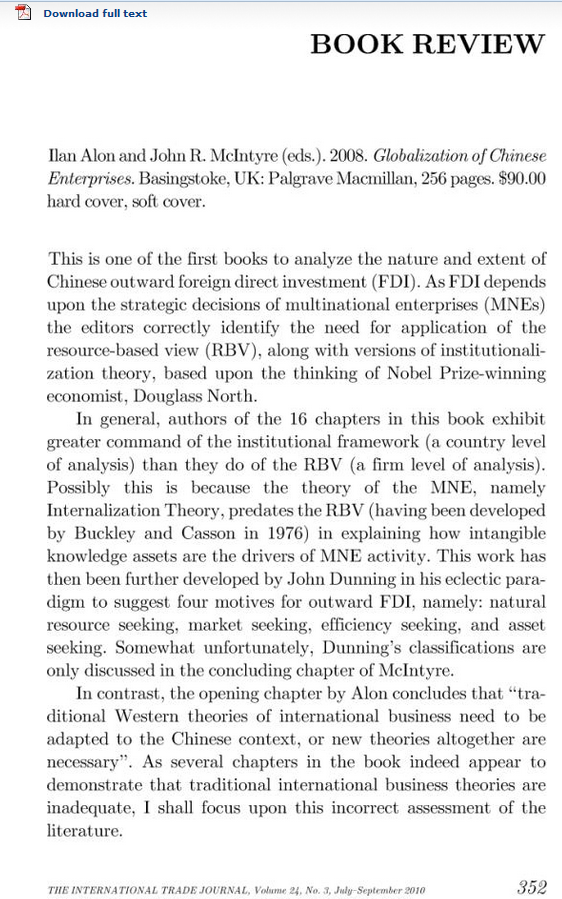 Download full text
BOOK REVIEW
Ilan Alon and John R. McIntyre (eds.). 2008. Globalization of Chinese
Enterprises. Basingstoke, UK: Palgrave Macmillan, 256 pages. $90.00
hard cover, soft cover.
This is one of the first books to analyze the nature and extent of
Chinese outward foreign direct investment (FDI). As FDI depends
upon the strategic decisions of multinational enterprises (MNEs)
the editors correctly identify the need for application of the
resource-based view (RBV), along with versions of institutionali-
zation theory, based upon the thinking of Nobel Prize-winning
economist, Douglass North.
In general, authors of the 16 chapters in this book exhibit
greater command of the institutional framework (a country level
of analysis) than they do of the RBV (a firm level of analysis).
Possibly this is because the theory of the MNE, namely
Internalization Theory, predates the RBV (having been developed
by Buckley and Casson in 1976) in explaining how intangible
knowledge assets are the drivers of MNE activity. This work has
then been further developed by John Dunning in his eclectic para-
digm to suggest four motives for outward FDI, namely: natural
resource seeking, market seeking, efficiency seeking, and asset
seeking. Somewhat unfortunately, Dunning's classifications are
only discussed in the concluding chapter of McIntyre.
In contrast, the opening chapter by Alon concludes that "tra-
ditional Western theories of international business need to be
adapted to the Chinese context, or new theories altogether are
necessary". As several chapters in the book indeed appear to
demonstrate that traditional international business theories are
inadequate, I shall focus upon this incorrect assessment of the
literature.
THE INTERNATIONAL TRADE JOURNAL, Volume 24, No. 3, July-September 2010 352